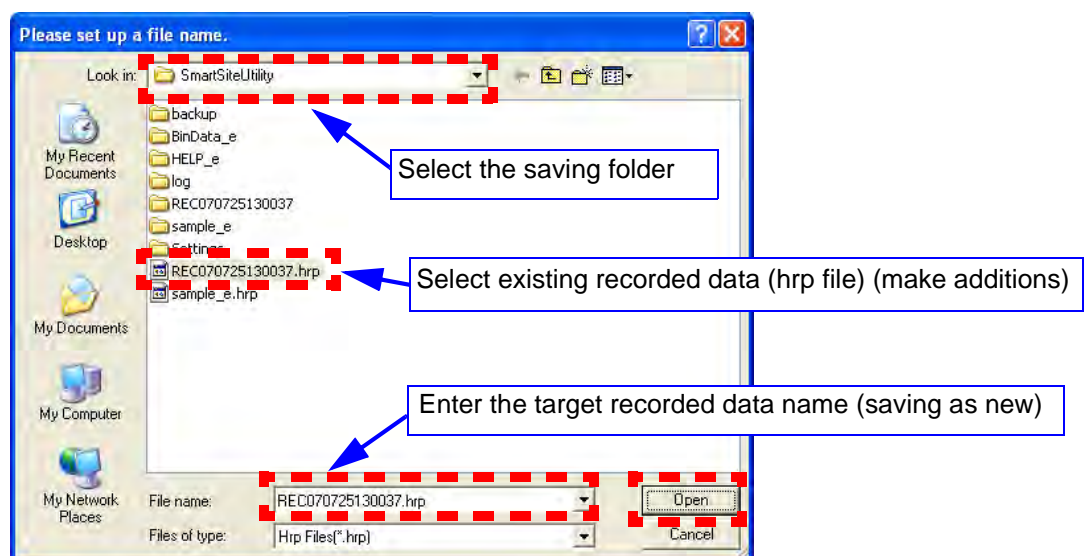 Please set up a file name.
Look in:
SmartSiteUtility
My Recent
Documents
Desktop
My Documents
My Computer
My Network
Places
backup
BinData_e
HELP_e
log
REC070725130037
sample_e
Settings
REC070725130037.hrp
sample_e.hrp
Select the saving folder
Select existing recorded data (hrp file) (make additions)
Enter the target recorded data name (saving as new)
File name:
REC070725130037.hrp
Open
Files of type:
Hrp Files(*.hrp)
Cancel